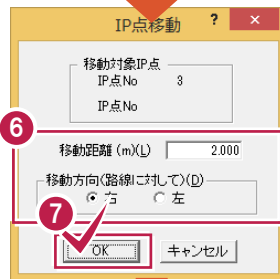 IP点移動 ? ×
移動対象IP点
IP点No 3
IP点No
6
移動距離(m)(L) 2.000
移動方向(路線に対して)(D)
右 左
7
OK キャンセル